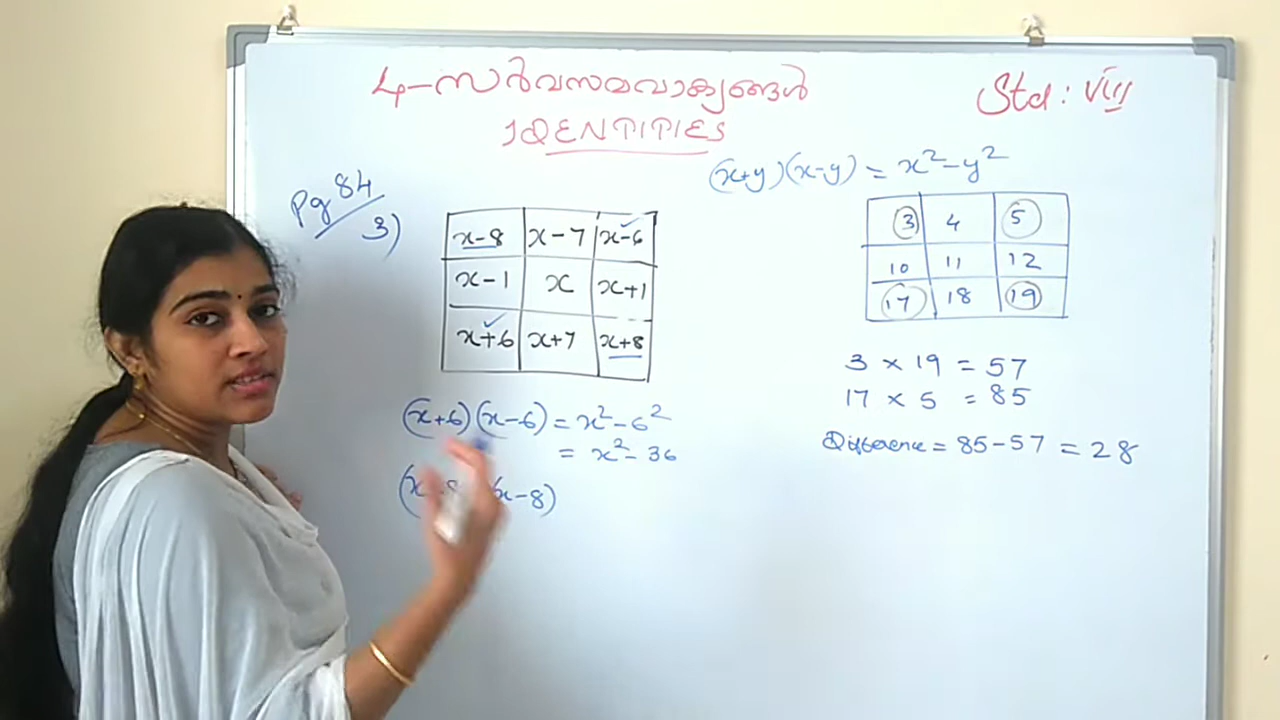 4-സർവസമവാക്യങ്ങൾ
IDENTITIES
Std: VIII
Pg 84
3)
(x+y)(x-y) = x²-y²
x-8 x-7 x-6
x-1 x x+1
x+6 x+7 x+8
3 4 5
10 11 12
17 18 19
(x+6)(x-6) = x²-6²
= x²-36
(x-8)
3 × 19 = 57
17 × 5 = 85
Difference = 85-57 = 28